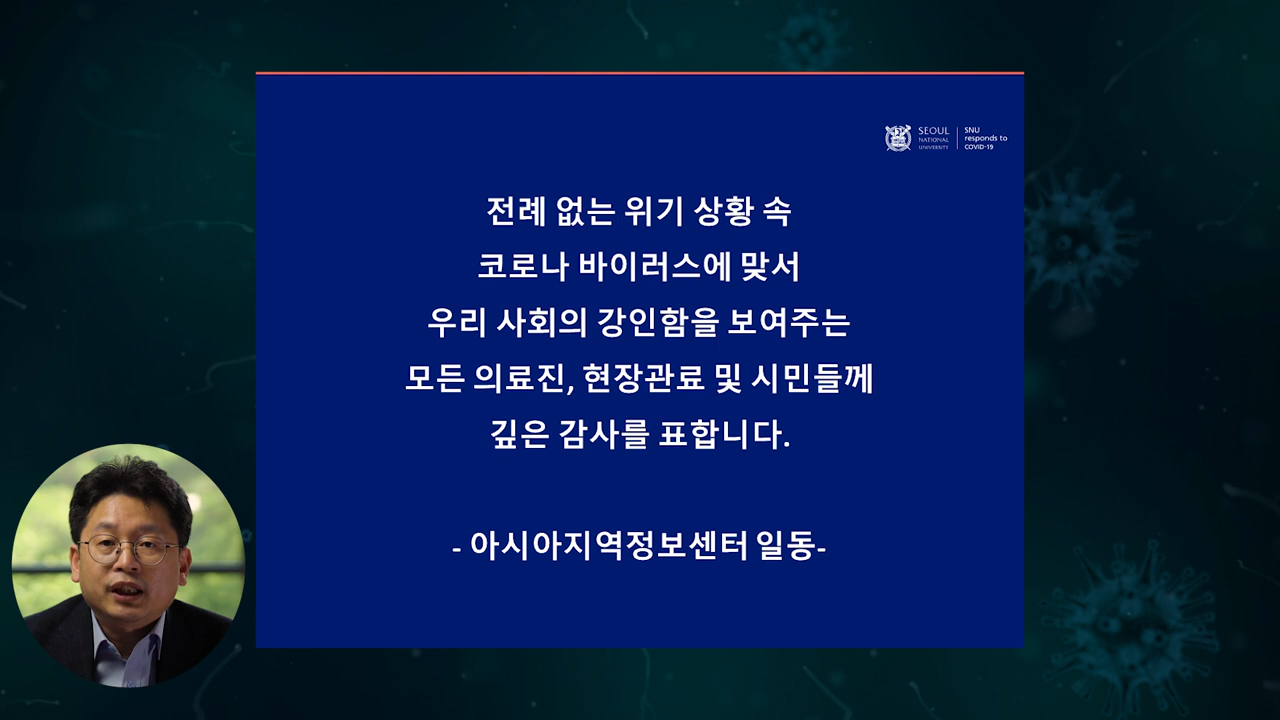 SEOUL
NATIONAL
UNIVERSITY
SNU
responds to
COVID-19
전례 없는 위기 상황 속
코로나 바이러스에 맞서
우리 사회의 강인함을 보여주는
모든 의료진, 현장관료 및 시민들께
깊은 감사를 표합니다.
- 아시아지역정보센터 일동-